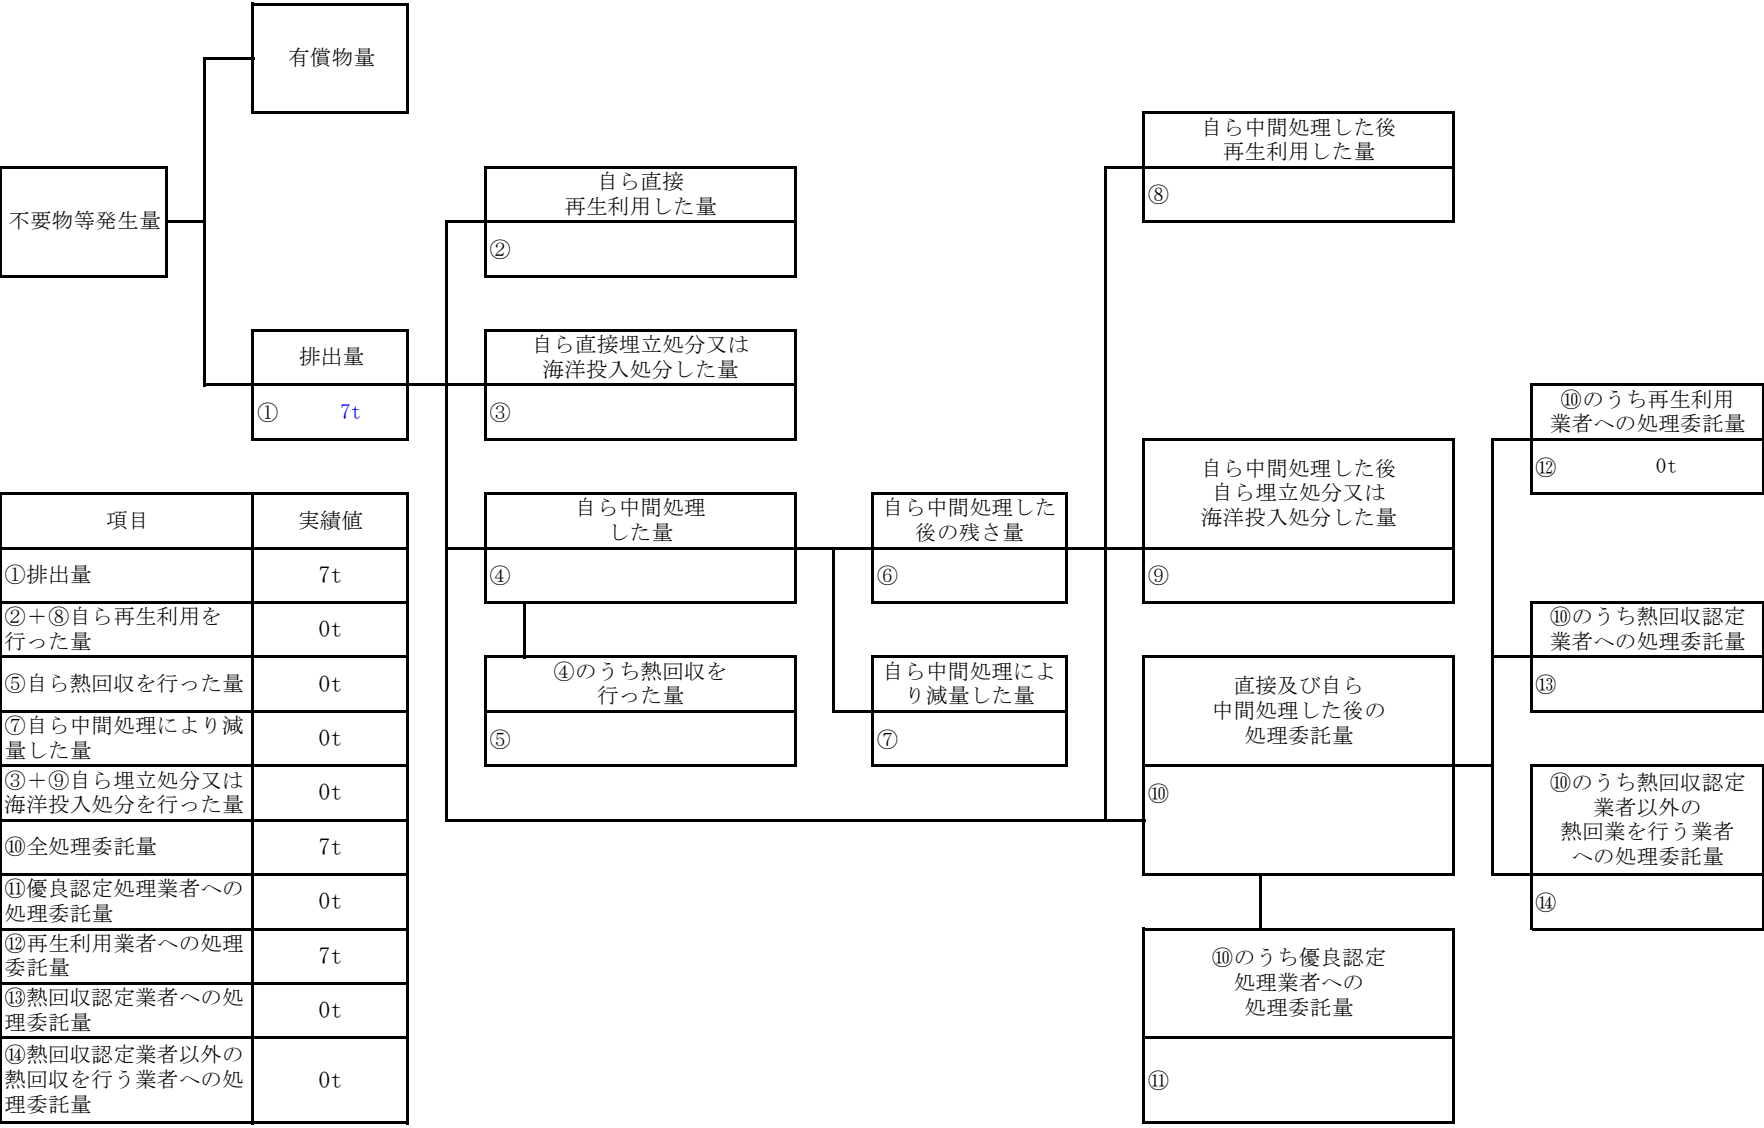 有償物量
不要物等発生量
排出量
① 7t
自ら直接
再生利用した量
②
自ら直接埋立処分又は
海洋投入処分した量
③
自ら中間処理
した量
④
④のうち熱回収を
行った量
⑤
自ら中間処理した
後の残さ量
⑥
自ら中間処理によ
り減量した量
⑦
自ら中間処理した後
再生利用した量
⑧
自ら中間処理した後
自ら埋立処分又は
海洋投入処分した量
⑨
直接及び自ら
中間処理した後の
処理委託量
⑩
⑩のうち優良認定
処理業者への
処理委託量
⑪
⑩のうち再生利用
業者への処理委託量
⑫ 0t
⑩のうち熱回収認定
業者への処理委託量
⑬
⑩のうち熱回収認定
業者以外の
熱回業を行う業者
への処理委託量
⑭
項目 実績値
①排出量 7t
②＋⑧自ら再生利用を
行った量 0t
⑤自ら熱回収を行った量 0t
⑦自ら中間処理により減
量した量 0t
③＋⑨自ら埋立処分又は
海洋投入処分を行った量 0t
⑩全処理委託量 7t
⑪優良認定処理業者への
処理委託量 0t
⑫再生利用業者への処理
委託量 7t
⑬熱回収認定業者への処
理委託量 0t
⑭熱回収認定業者以外の
熱回収を行う業者への処
理委託量 0t